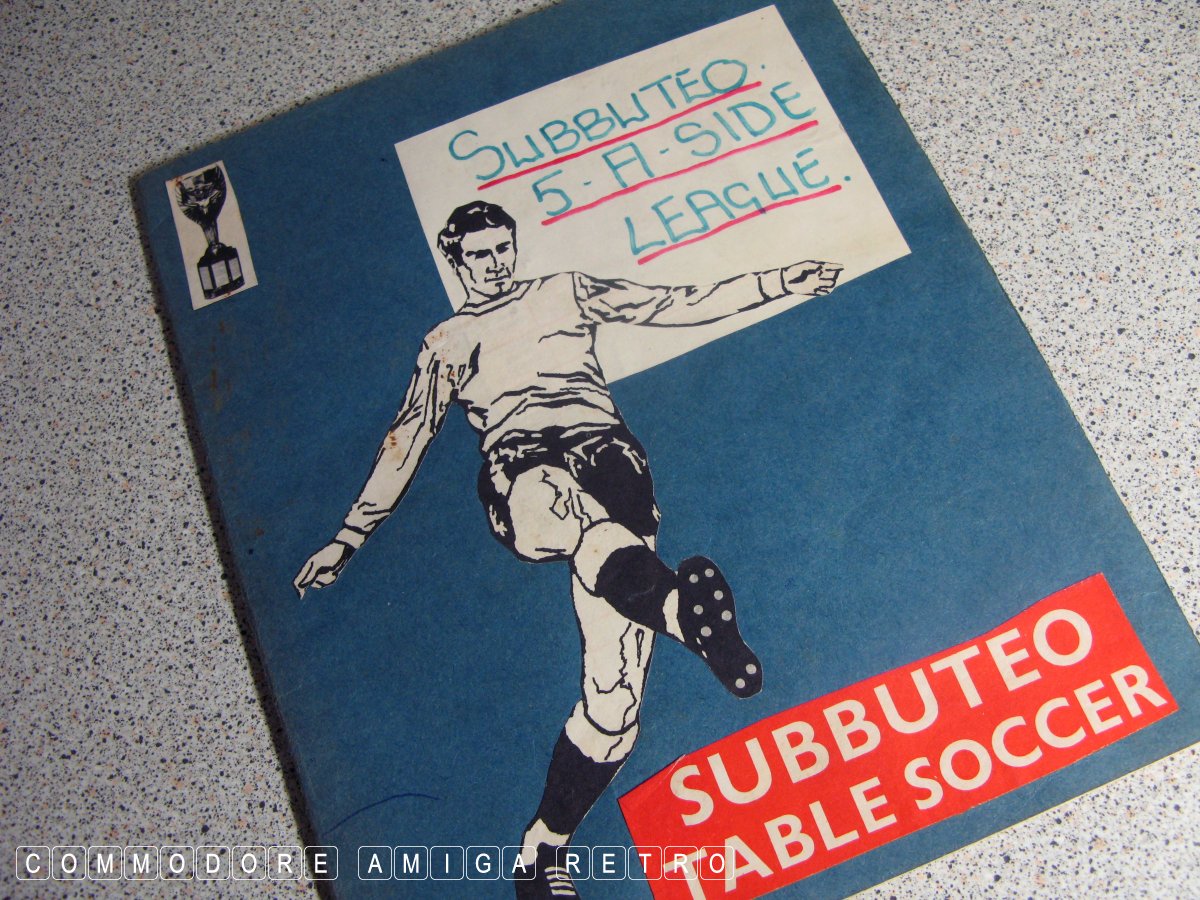 SUBBUTEO.
5-A-SIDE
LEAGUE.
SUBBUTEO
TABLE SOCCER
COMMODORE AMIGA RETRO